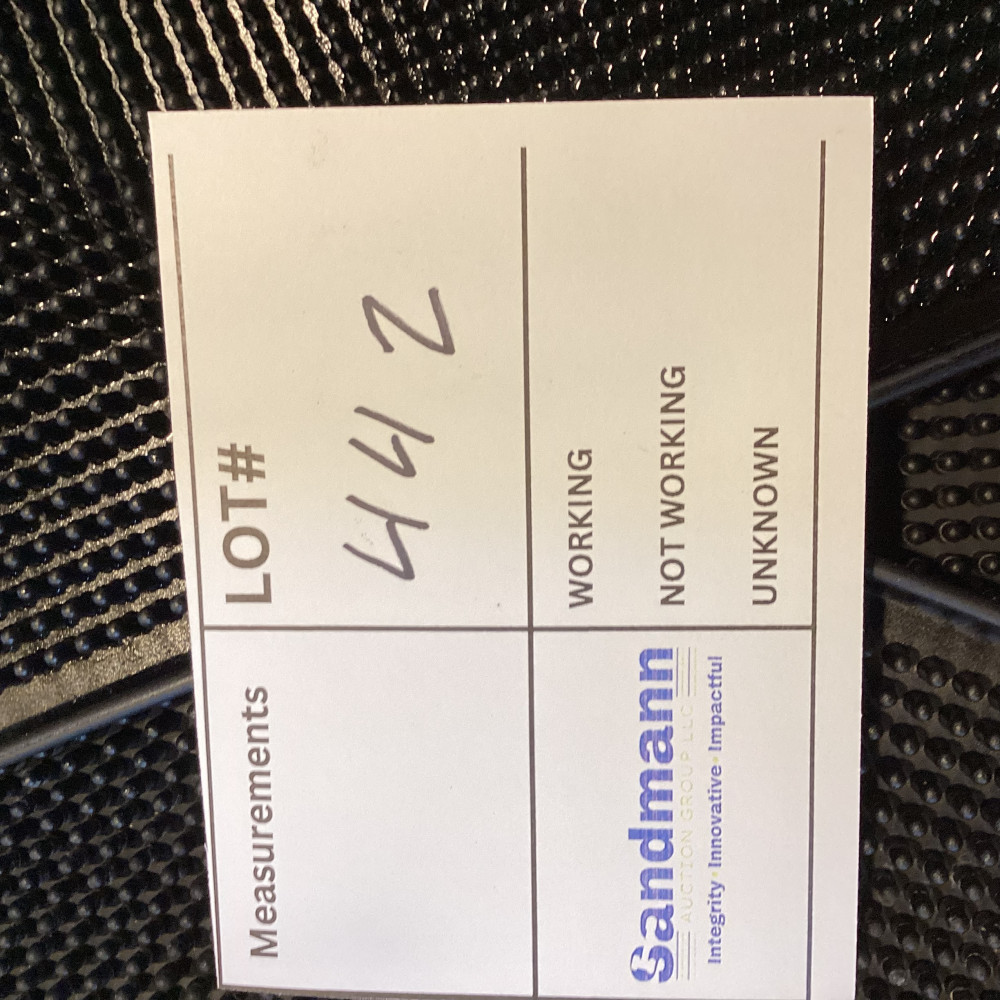 Measurements
LOT#
442
Sandmann
AUCTION GROUP LLC
Integrity • Innovative • Impactful
WORKING
NOT WORKING
UNKNOWN